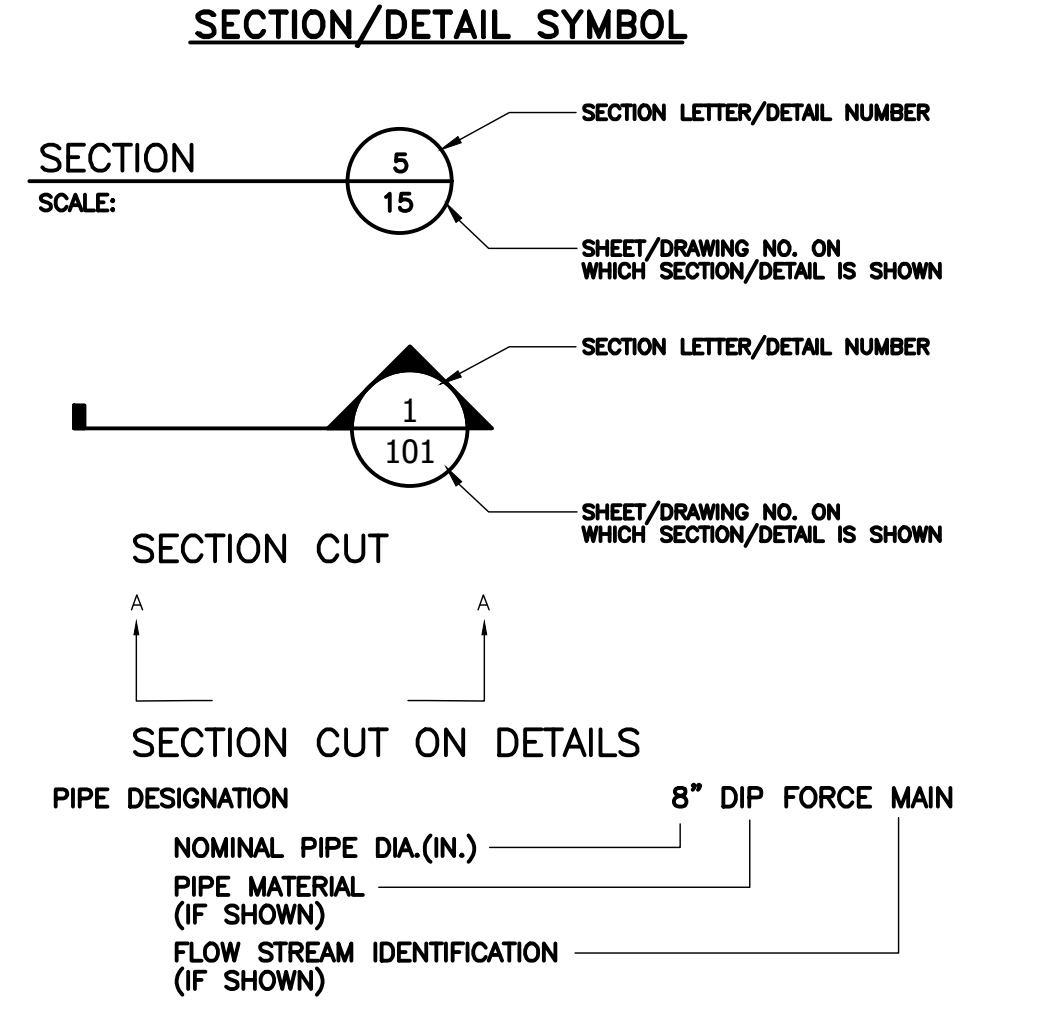 SECTION/DETAIL SYMBOL
SECTION LETTER/DETAIL NUMBER
SECTION
5
SCALE:
15
SHEET/DRAWING NO. ON
WHICH SECTION/DETAIL IS SHOWN
SECTION LETTER/DETAIL NUMBER
1
101
SHEET/DRAWING NO. ON
WHICH SECTION/DETAIL IS SHOWN
SECTION CUT
A A
SECTION CUT ON DETAILS
PIPE DESIGNATION 8" DIP FORCE MAIN
NOMINAL PIPE DIA.(IN.)
PIPE MATERIAL
(IF SHOWN)
FLOW STREAM IDENTIFICATION
(IF SHOWN)